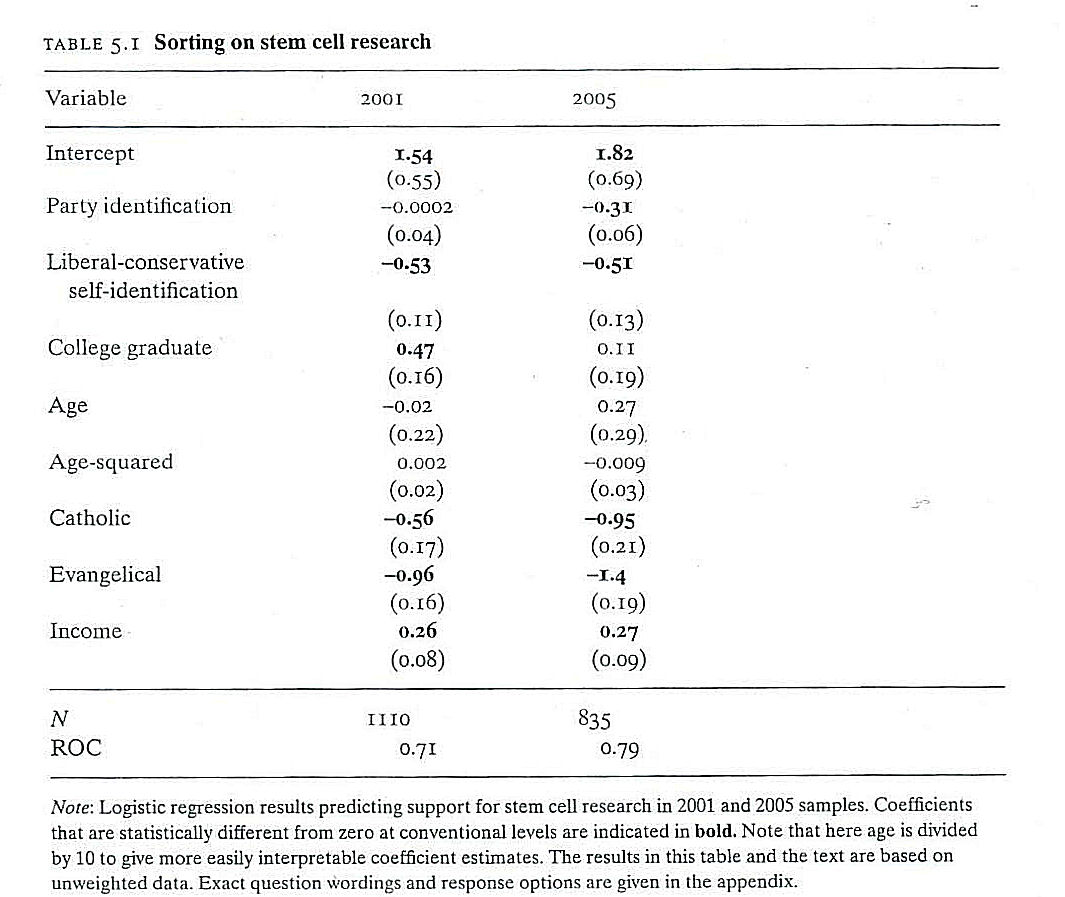 TABLE 5.1 Sorting on stem cell research
Variable 2001 2005
Intercept 1.54 1.82
(0.55) (0.69)
Party identification −0.0002 −0.31
(0.04) (0.06)
Liberal-conservative −0.53 −0.51
self-identification
(0.11) (0.13)
College graduate 0.47 0.11
(0.16) (0.19)
Age −0.02 0.27
(0.22) (0.29)
Age-squared 0.002 −0.009
(0.02) (0.03)
Catholic −0.56 −0.95
(0.17) (0.21)
Evangelical −0.96 −1.4
(0.16) (0.19)
Income 0.26 0.27
(0.08) (0.09)
N 1110 835
ROC 0.71 0.79
Note: Logistic regression results predicting support for stem cell research in 2001 and 2005 samples. Coefficients
that are statistically different from zero at conventional levels are indicated in bold. Note that here age is divided
by 10 to give more easily interpretable coefficient estimates. The results in this table and the text are based on
unweighted data. Exact question wordings and response options are given in the appendix.